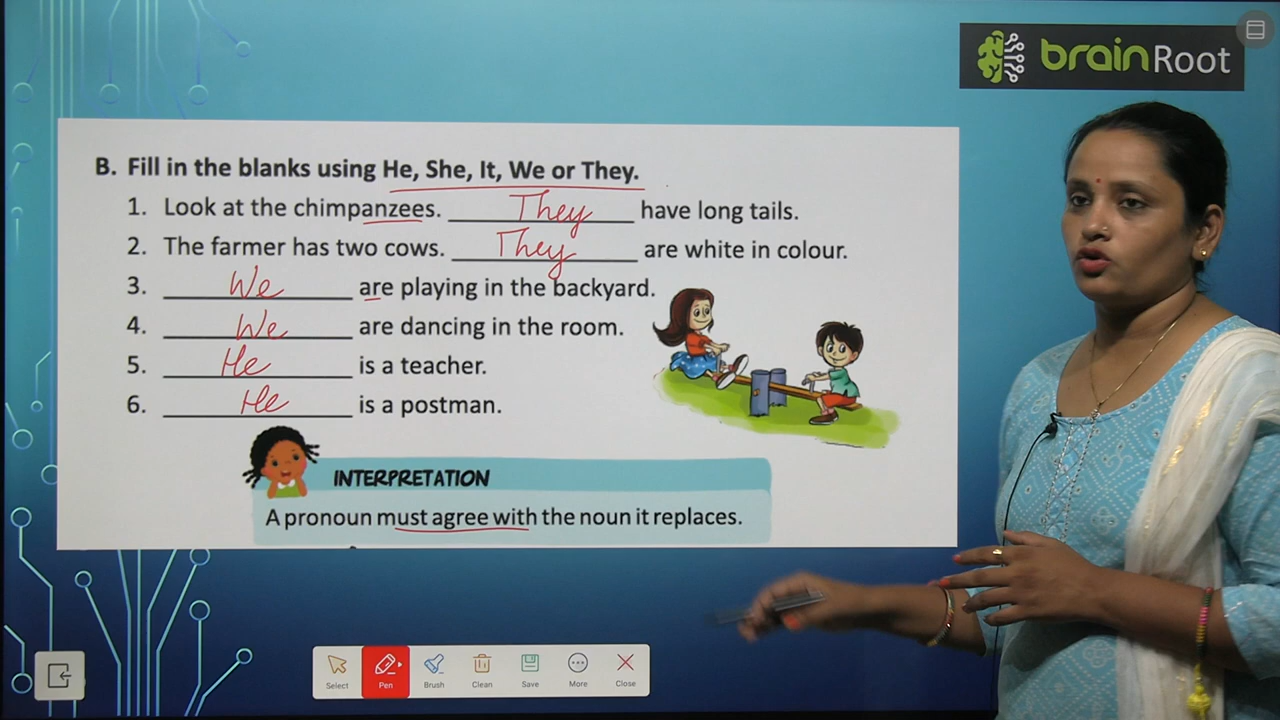 brainRoot
B. Fill in the blanks using He, She, It, We or They.
1. Look at the chimpanzees. They have long tails.
2. The farmer has two cows. They are white in colour.
3. We are playing in the backyard.
4. We are dancing in the room.
5. He is a teacher.
6. He is a postman.
INTERPRETATION
A pronoun must agree with the noun it replaces.
Select Pen Brush Clean Save More Close